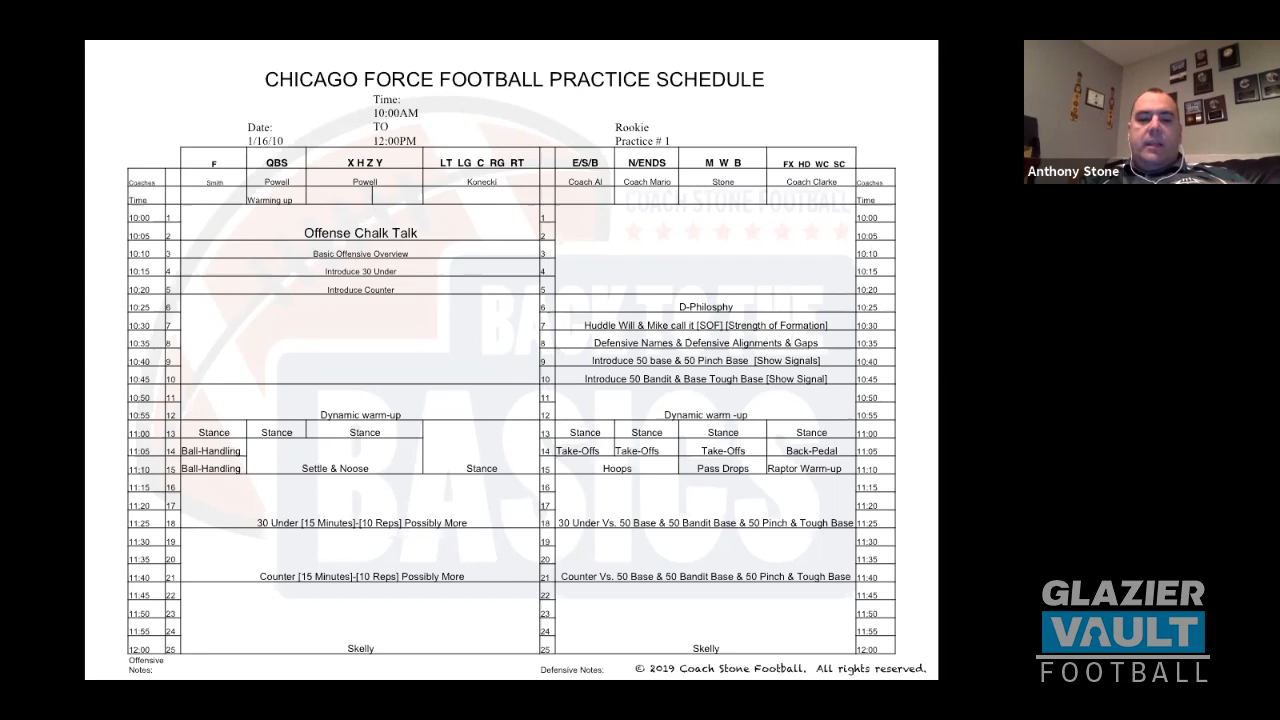 CHICAGO FORCE FOOTBALL PRACTICE SCHEDULE
Date:
1/16/10
Time:
10:00AM
TO
12:00PM
Rookie
Practice # 1
F QBS X H Z Y LT LG C RG RT E/S/B N/ENDS M W B FX HD WC SC
Coaches Smith Powell Powell Konecki Coach Al Coach Mario Stone Coach Clarke Coaches
Time Warming up Time
COACH STONE FOOTBALL
10:00 1 1 10:00
10:05 2 Offense Chalk Talk 2 10:05
10:10 3 Basic Offensive Overview 3 10:10
10:15 4 Introduce 30 Under 4 10:15
10:20 5 Introduce Counter 5 10:20
10:25 6 6 D-Philosphy 10:25
10:30 7 7 Huddle Will & Mike call it [SOF] [Strength of Formation] 10:30
10:35 8 8 Defensive Names & Defensive Alignments & Gaps 10:35
10:40 9 9 Introduce 50 base & 50 Pinch Base [Show Signals] 10:40
10:45 10 10 Introduce 50 Bandit & Base Tough Base [Show Signal] 10:45
10:50 11 11 10:50
10:55 12 Dynamic warm-up 12 Dynamic warm -up 10:55
11:00 13 Stance Stance Stance 13 Stance Stance Stance Stance 11:00
11:05 14 Ball-Handling 14 Take-Offs Take-Offs Take-Offs Back-Pedal 11:05
11:10 15 Ball-Handling Settle & Noose Stance 15 Hoops Pass Drops Raptor Warm-up 11:10
11:15 16 16 11:15
11:20 17 17 11:20
11:25 18 30 Under [15 Minutes]-[10 Reps] Possibly More 18 30 Under Vs. 50 Base & 50 Bandit Base & 50 Pinch & Tough Base 11:25
11:30 19 19 11:30
11:35 20 20 11:35
11:40 21 Counter [15 Minutes]-[10 Reps] Possibly More 21 Counter Vs. 50 Base & 50 Bandit Base & 50 Pinch & Tough Base 11:40
11:45 22 22 11:45
11:50 23 23 11:50
11:55 24 24 11:55
12:00 25 Skelly 25 Skelly 12:00
Offensive
Notes:
Defensive Notes:
© 2019 Coach Stone Football. All rights reserved.
BACK TO THE
BASICS
Anthony Stone
GLAZIER
VAULT
FOOTBALL